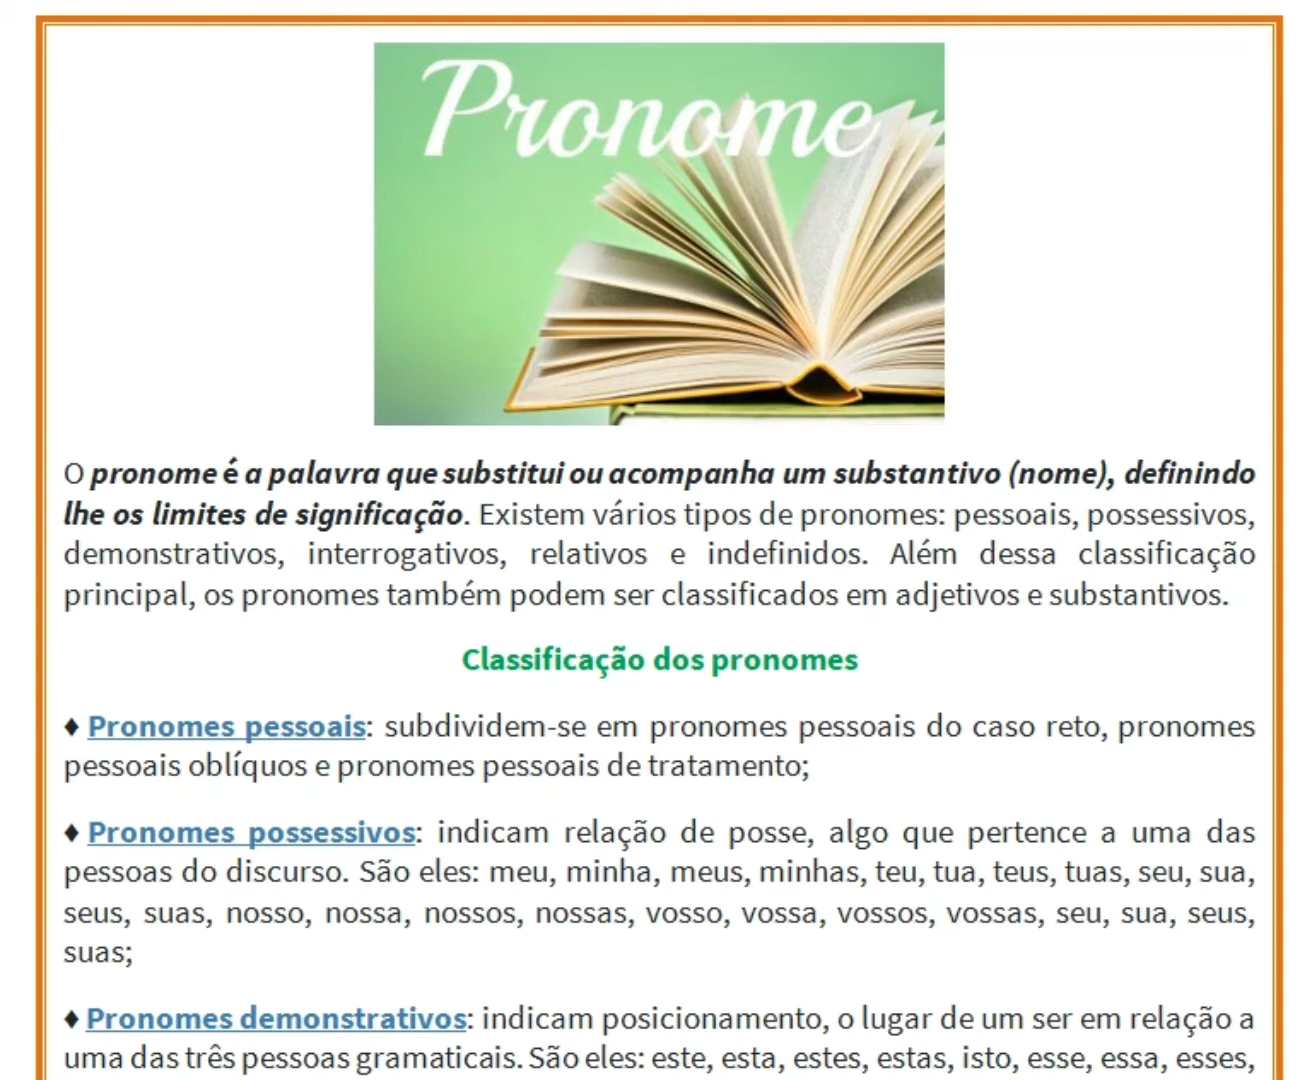 Pronome
O pronome é a palavra que substitui ou acompanha um substantivo (nome), definindo
lhe os limites de significação. Existem vários tipos de pronomes: pessoais, possessivos,
demonstrativos, interrogativos, relativos e indefinidos. Além dessa classificação
principal, os pronomes também podem ser classificados em adjetivos e substantivos.
Classificação dos pronomes
♦ Pronomes pessoais: subdividem-se em pronomes pessoais do caso reto, pronomes
pessoais oblíquos e pronomes pessoais de tratamento;
♦ Pronomes possessivos: indicam relação de posse, algo que pertence a uma das
pessoas do discurso. São eles: meu, minha, meus, minhas, teu, tua, teus, tuas, seu, sua,
seus, suas, nosso, nossa, nossos, nossas, vosso, vossa, vossos, vossas, seu, sua, seus,
suas;
♦ Pronomes demonstrativos: indicam posicionamento, o lugar de um ser em relação a
uma das três pessoas gramaticais. São eles: este, esta, estes, estas, isto, esse, essa, esses,